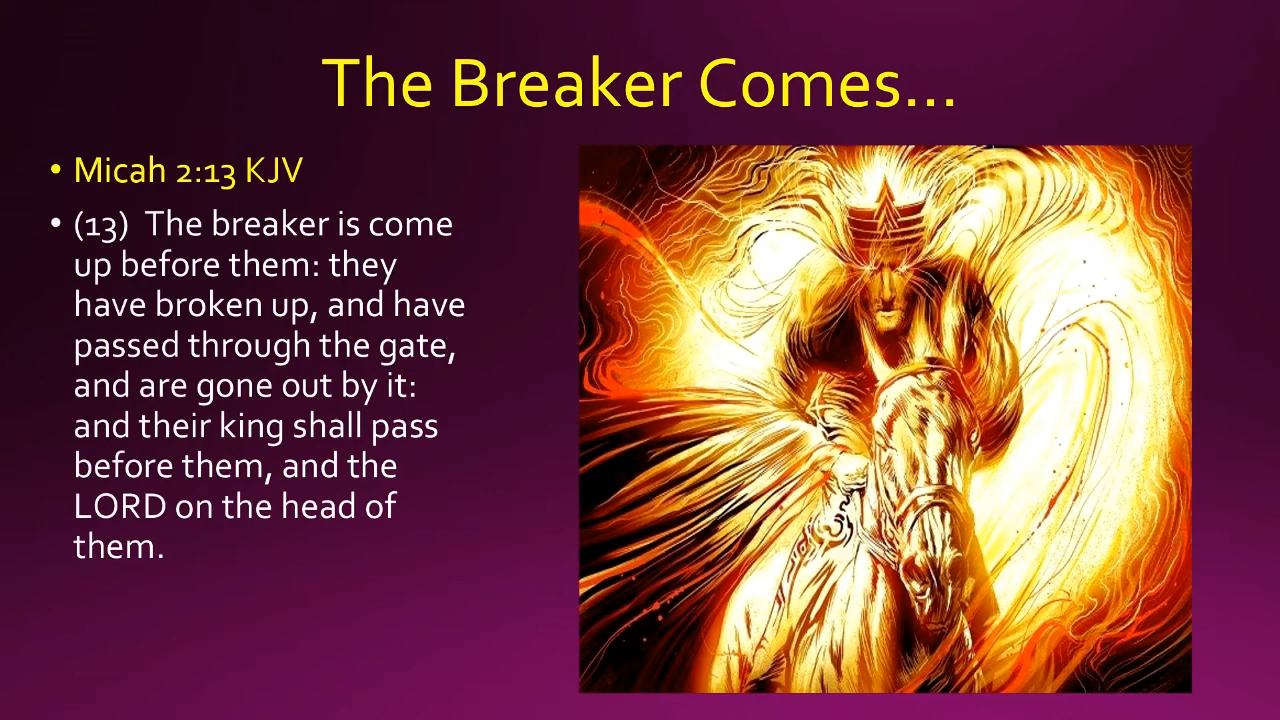 The Breaker Comes...
• Micah 2:13 KJV
• (13)  The breaker is come
up before them: they
have broken up, and have
passed through the gate,
and are gone out by it:
and their king shall pass
before them, and the
LORD on the head of
them.